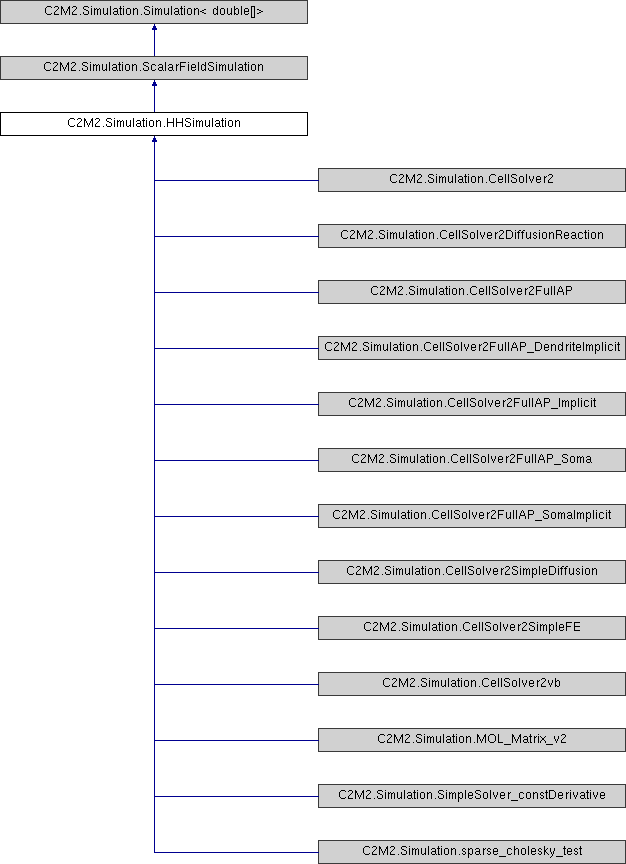 C2M2.Simulation.Simulation< double[]>
C2M2.Simulation.ScalarFieldSimulation
C2M2.Simulation.HHSimulation
C2M2.Simulation.CellSolver2
C2M2.Simulation.CellSolver2DiffusionReaction
C2M2.Simulation.CellSolver2FullAP
C2M2.Simulation.CellSolver2FullAP_DendriteImplicit
C2M2.Simulation.CellSolver2FullAP_Implicit
C2M2.Simulation.CellSolver2FullAP_Soma
C2M2.Simulation.CellSolver2FullAP_SomaImplicit
C2M2.Simulation.CellSolver2SimpleDiffusion
C2M2.Simulation.CellSolver2SimpleFE
C2M2.Simulation.CellSolver2vb
C2M2.Simulation.MOL_Matrix_v2
C2M2.Simulation.SimpleSolver_constDerivative
C2M2.Simulation.sparse_cholesky_test